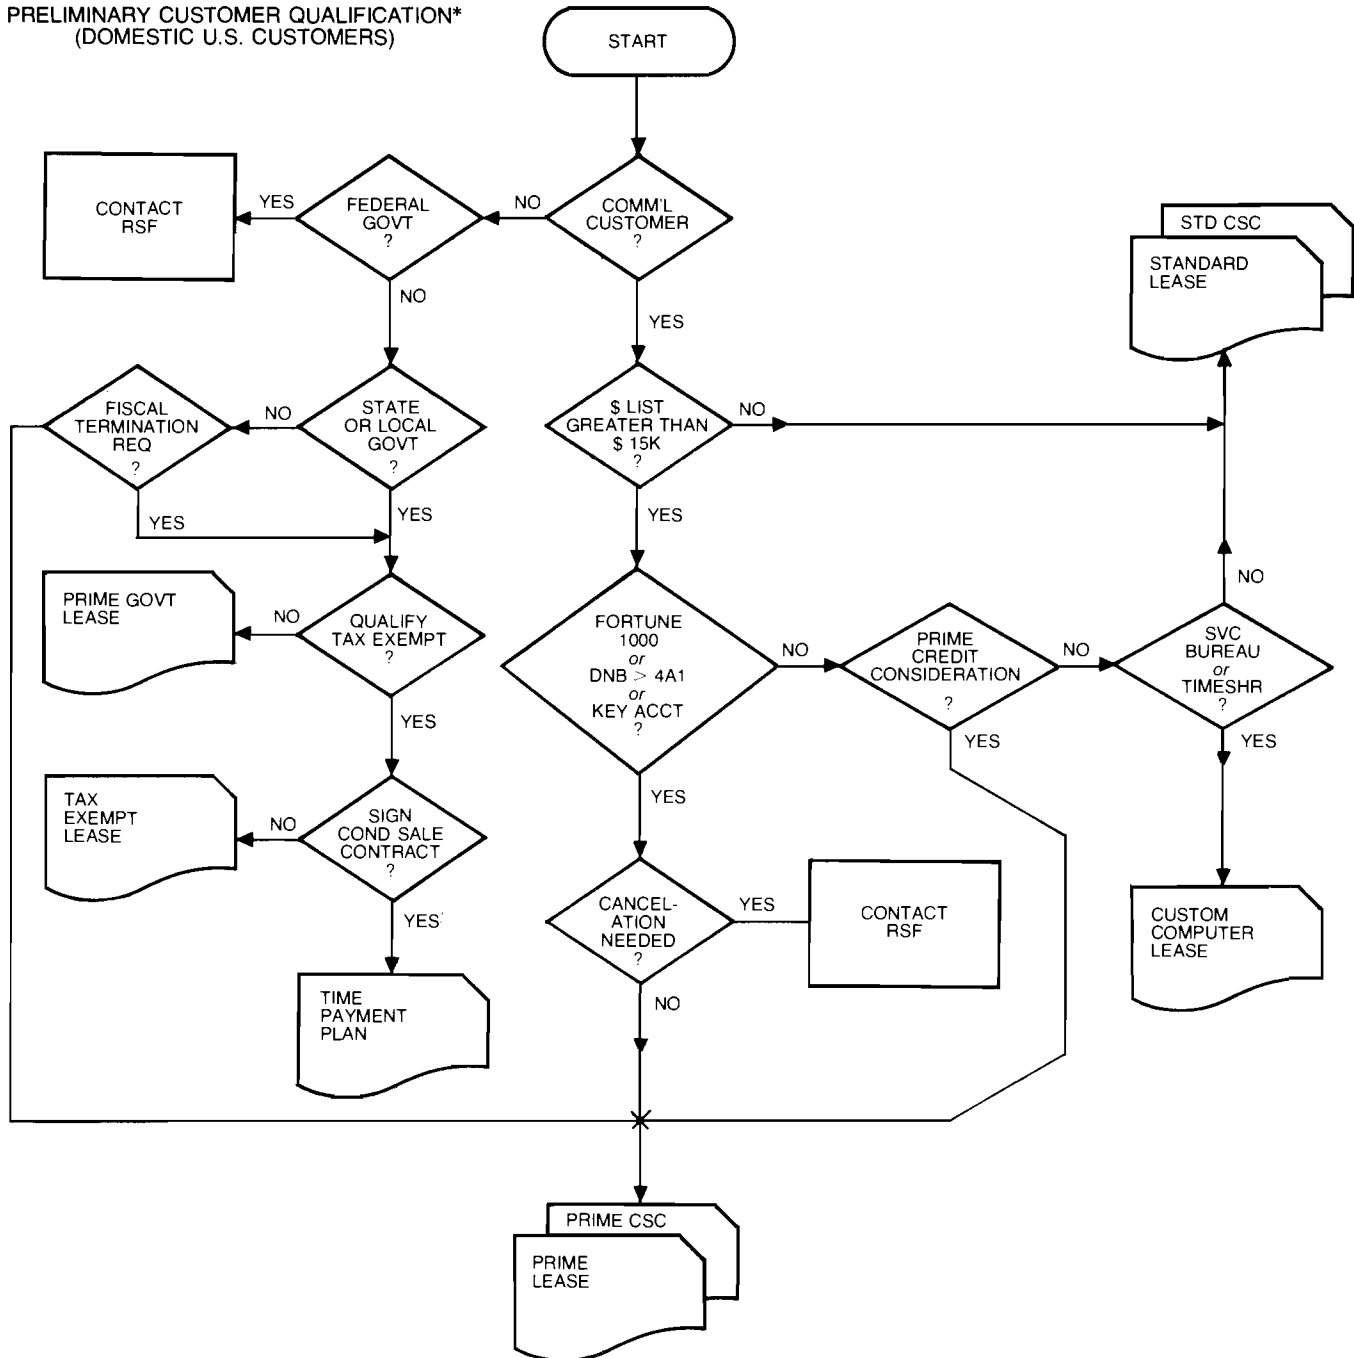 PRELIMINARY CUSTOMER QUALIFICATION*
(DOMESTIC U.S. CUSTOMERS)
START
CONTACT
RSF
YES
FEDERAL
GOVT
?
NO
COMM'L
CUSTOMER
?
STD CSC
STANDARD
LEASE
NO
YES
FISCAL
TERMINATION
REQ
?
NO
STATE
OR LOCAL
GOVT
?
$ LIST
GREATER THAN
$ 15K
?
NO
YES
YES
YES
PRIME GOVT
LEASE
NO
QUALIFY
TAX EXEMPT
?
FORTUNE
1000
or
DNB > 4A1
or
KEY ACCT
?
NO
PRIME
CREDIT
CONSIDERATION
?
NO
SVC
BUREAU
or
TIMESHR
?
NO
YES
YES
YES
YES
TAX
EXEMPT
LEASE
NO
SIGN
COND SALE
CONTRACT
?
YES
CANCEL-
ATION
NEEDED
?
YES
CONTACT
RSF
CUSTOM
COMPUTER
LEASE
NO
TIME
PAYMENT
PLAN
PRIME CSC
PRIME
LEASE